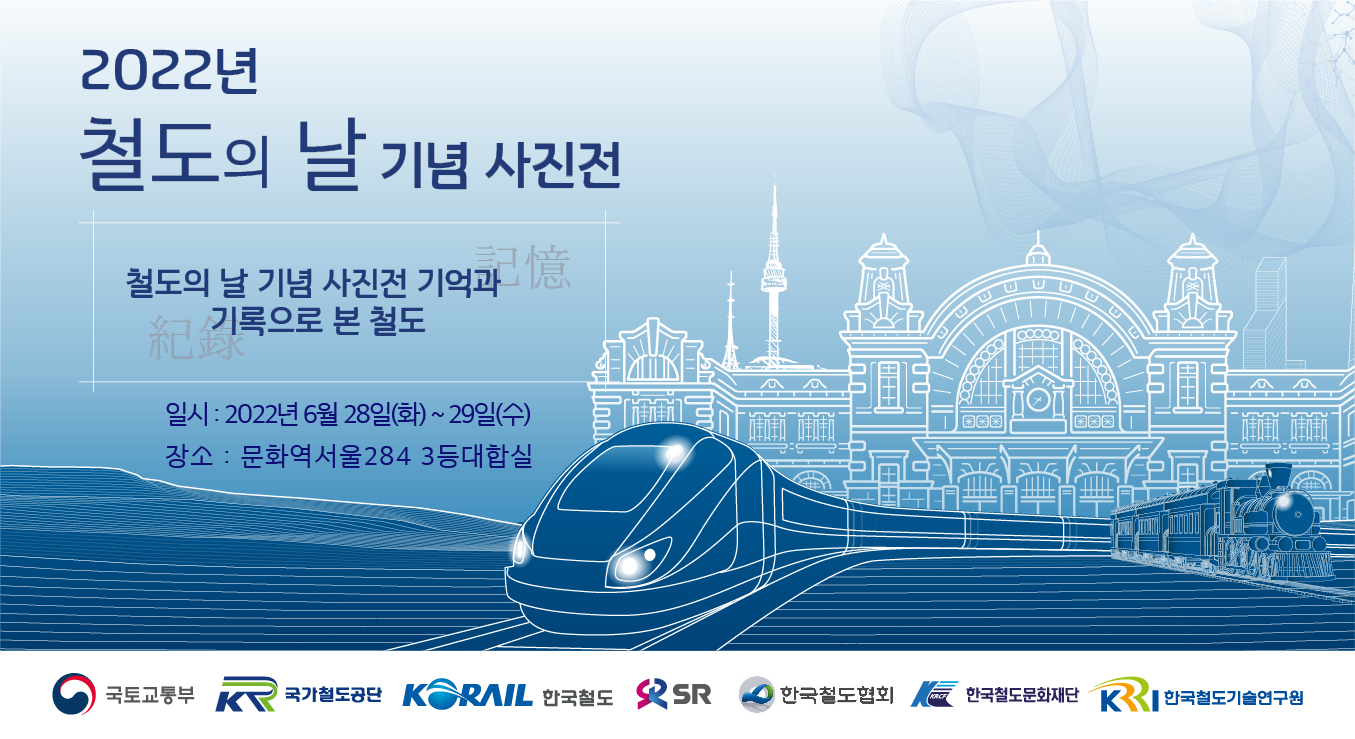 2022년
철도의 날 기념 사진전
記憶
철도의 날 기념 사진전 기억과
기록으로 본 철도
紀錄
일시 : 2022년 6월 28일(화) ~ 29일(수)
장소 : 문화역서울284 3등대합실
국토교통부 KR 국가철도공단 KORAIL 한국철도 SR 한국철도협회 KRCF 한국철도문화재단 KRRI 한국철도기술연구원